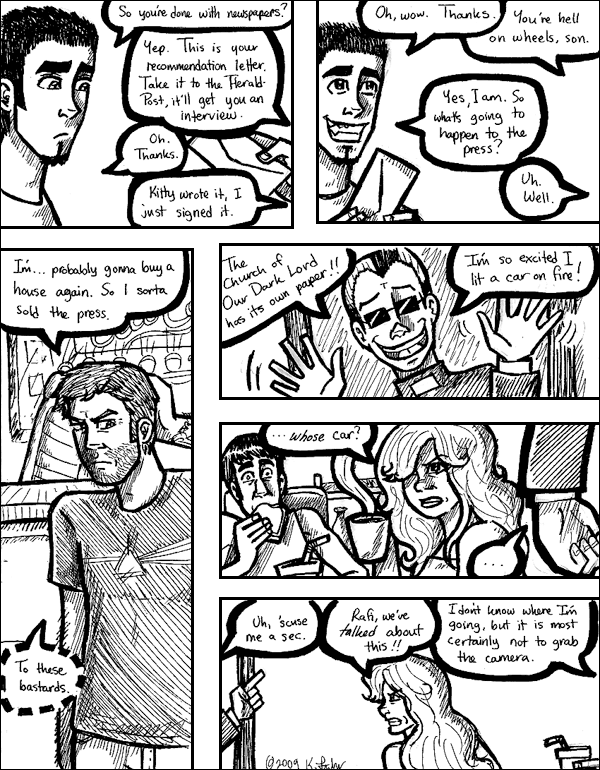 So you're done with newspapers?
Yep. This is your
recommendation letter.
Take it to the Herald-
Post, it'll get you an
interview.
Oh.
Thanks.
Kitty wrote it, I
just signed it.
Oh, wow. Thanks.
You're hell
on wheels, son.
Yes, I am. So
what's going to
happen to the
press?
Uh.
Well.
I'm... probably gonna buy a
house again. So I sorta
sold the press.
To these
bastards.
The
Church of
Our Dark Lord
has its own paper!!
I'm so excited I
lit a car on fire!
...whose car?
...
Uh, 'scuse
me a sec.
Rafi, we've
talked about
this!!
I don't know where I'm
going, but it is most
certainly not to grab
the camera.
©2009